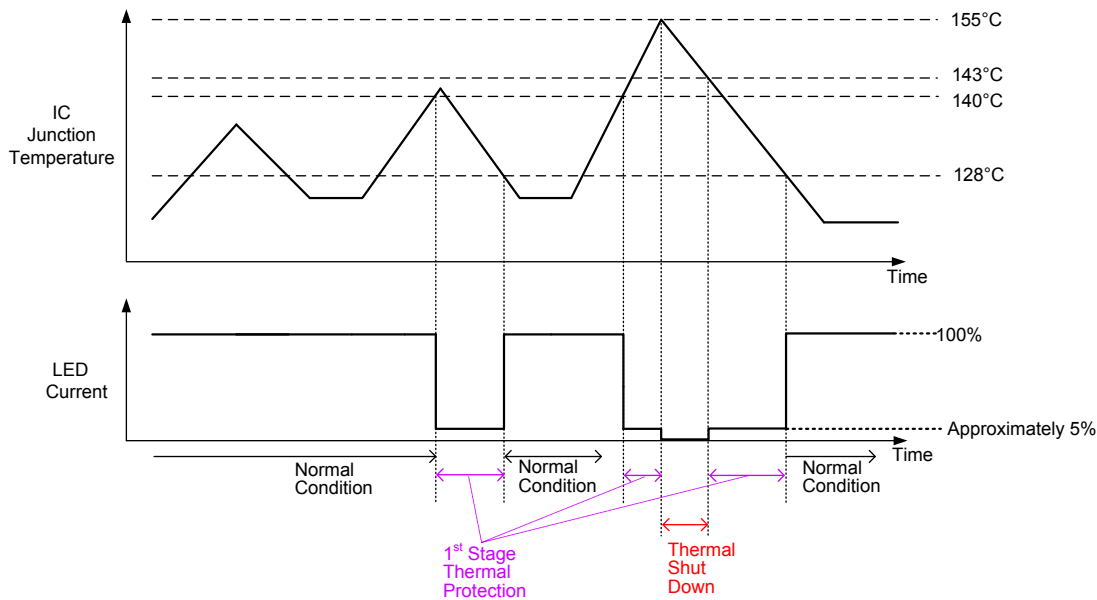 155°C
143°C
140°C
128°C
IC
Junction
Temperature
Time
100%
LED
Current
Approximately 5%
Time
Normal
Condition
Normal
Condition
Normal
Condition
1st Stage
Thermal
Protection
Thermal
Shut
Down